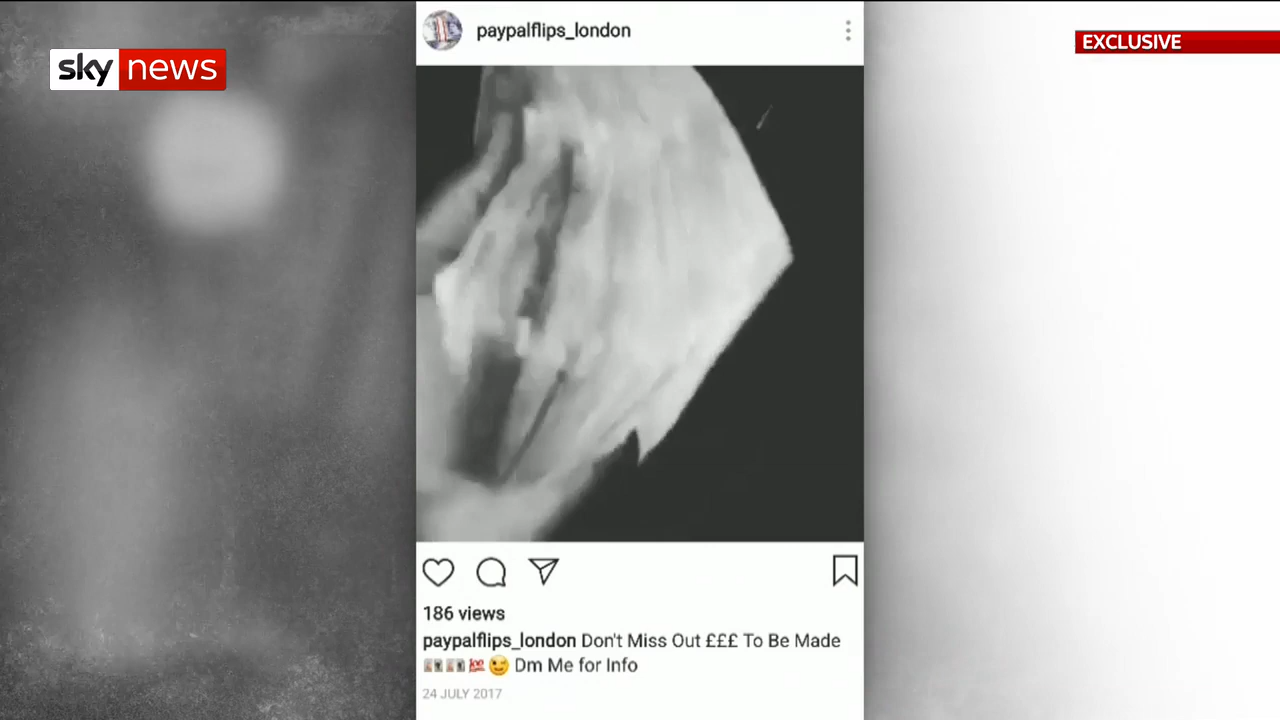 sky news
EXCLUSIVE
paypalflips_london
186 views
paypalflips_london Don't Miss Out £££ To Be Made
💯😉 Dm Me for Info
24 JULY 2017